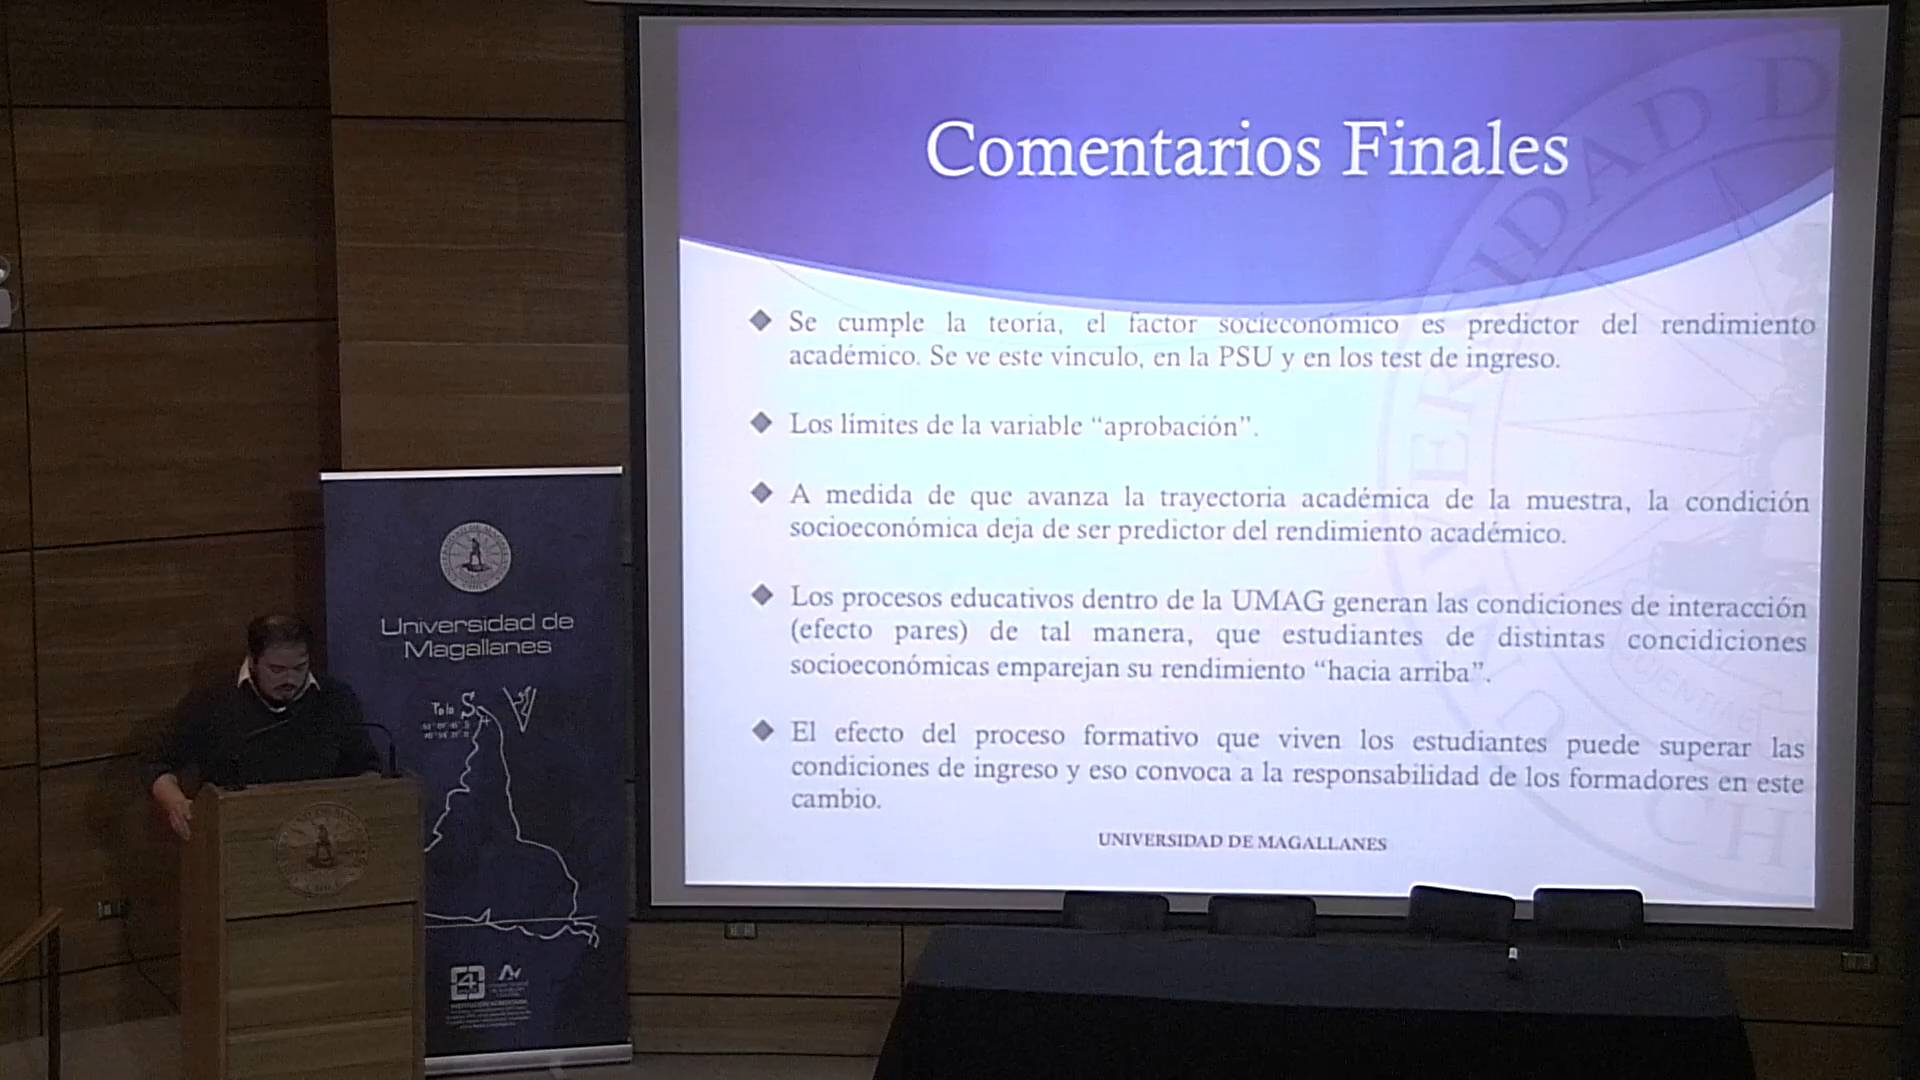 Comentarios Finales
Se cumple la teoría, el factor socieconómico es predictor del rendimiento
académico. Se ve este vínculo, en la PSU y en los test de ingreso.
Los límites de la variable “aprobación”.
A medida de que avanza la trayectoria académica de la muestra, la condición
socioeconómica deja de ser predictor del rendimiento académico.
Los procesos educativos dentro de la UMAG generan las condiciones de interacción
(efecto pares) de tal manera, que estudiantes de distintas concidiciones
socioeconómicas emparejan su rendimiento “hacia arriba”.
El efecto del proceso formativo que viven los estudiantes puede superar las
condiciones de ingreso y eso convoca a la responsabilidad de los formadores en este
cambio.
UNIVERSIDAD DE MAGALLANES
Universidad de
Magallanes
Polo S
4